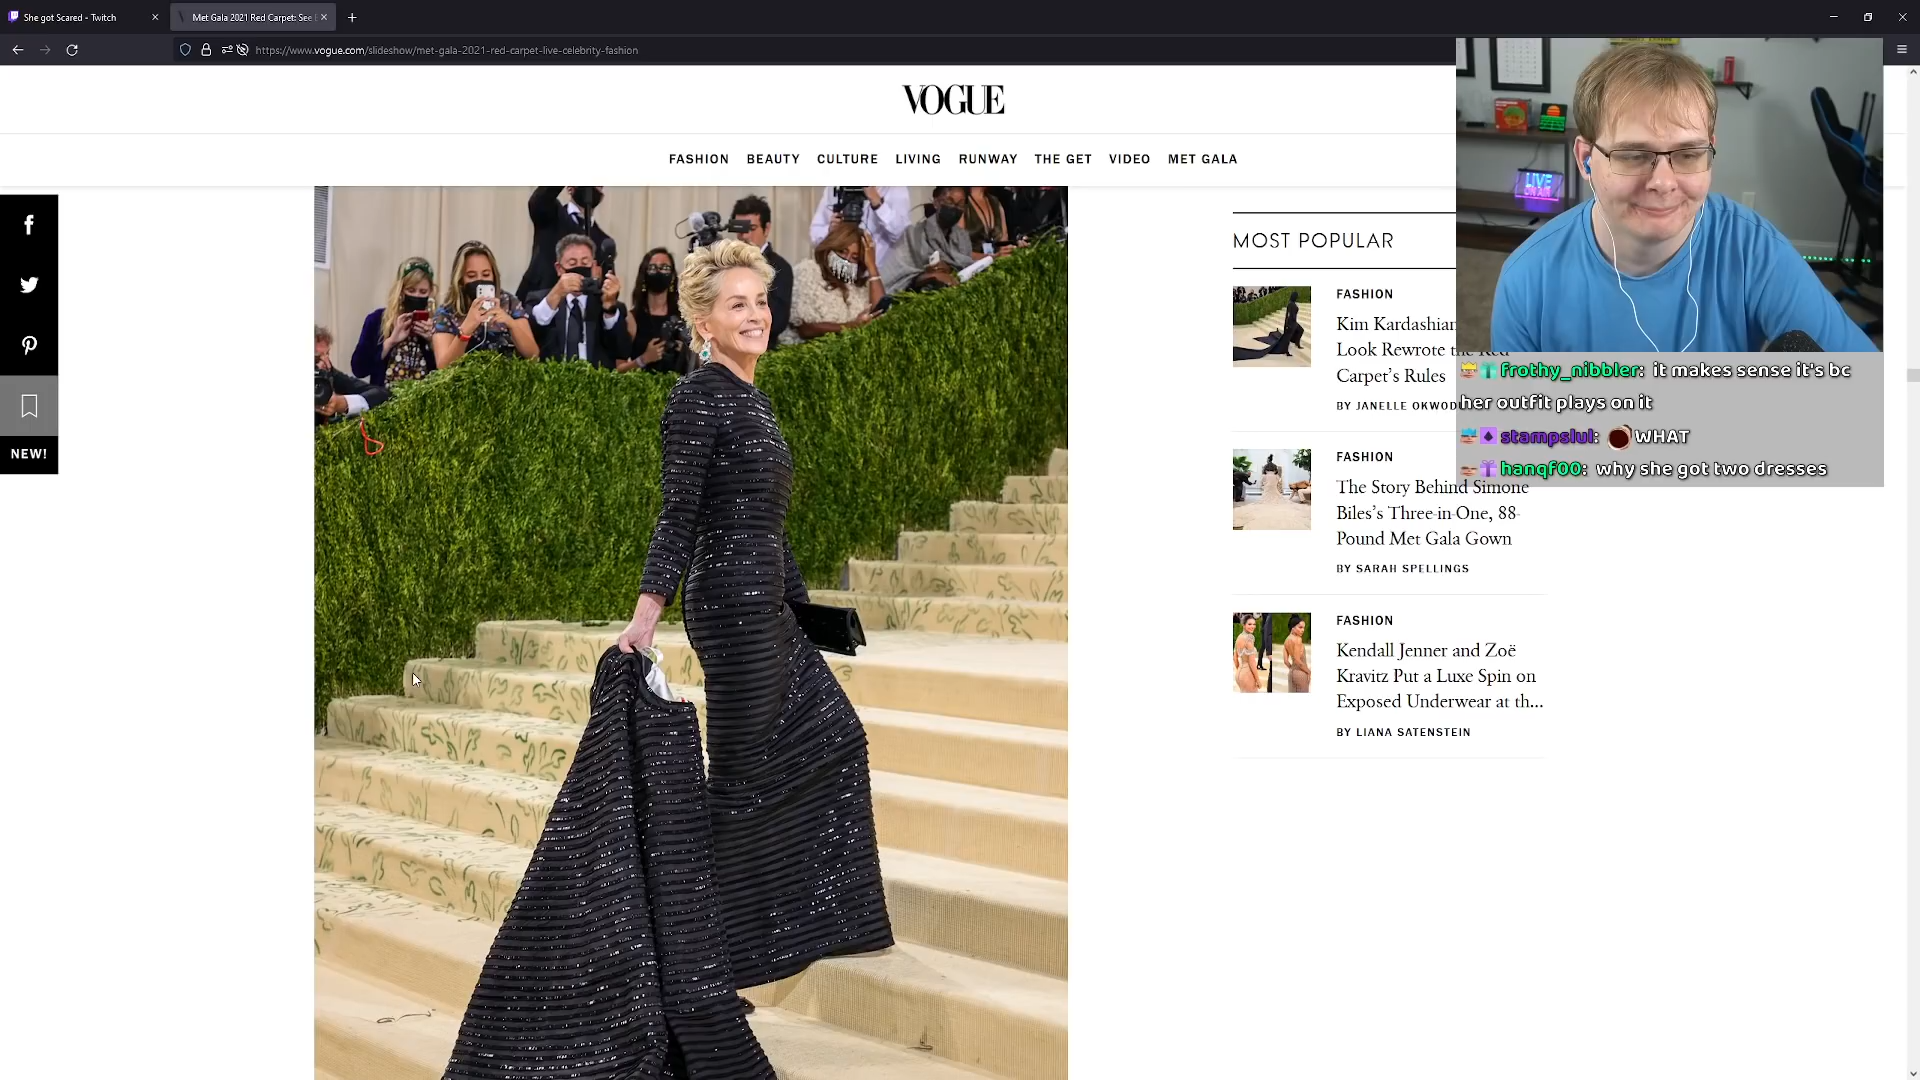 She got Scared - Twitch
Met Gala 2021 Red Carpet: See
https://www.vogue.com/slideshow/met-gala-2021-red-carpet-live-celebrity-fashion
VOGUE
FASHION BEAUTY CULTURE LIVING RUNWAY THE GET VIDEO MET GALA
NEW!
MOST POPULAR
FASHION
Kim Kardashian
Look Rewrote the Red
Carpet's Rules
BY JANELLE OKWODU
FASHION
The Story Behind Simone
Biles's Three-in-One, 88-
Pound Met Gala Gown
BY SARAH SPELLINGS
FASHION
Kendall Jenner and Zoë
Kravitz Put a Luxe Spin on
Exposed Underwear at th...
BY LIANA SATENSTEIN
LIVE
frothy_nibbler: it makes sense it's bc
her outfit plays on it
stampslul: WHAT
hanqf00: why she got two dresses